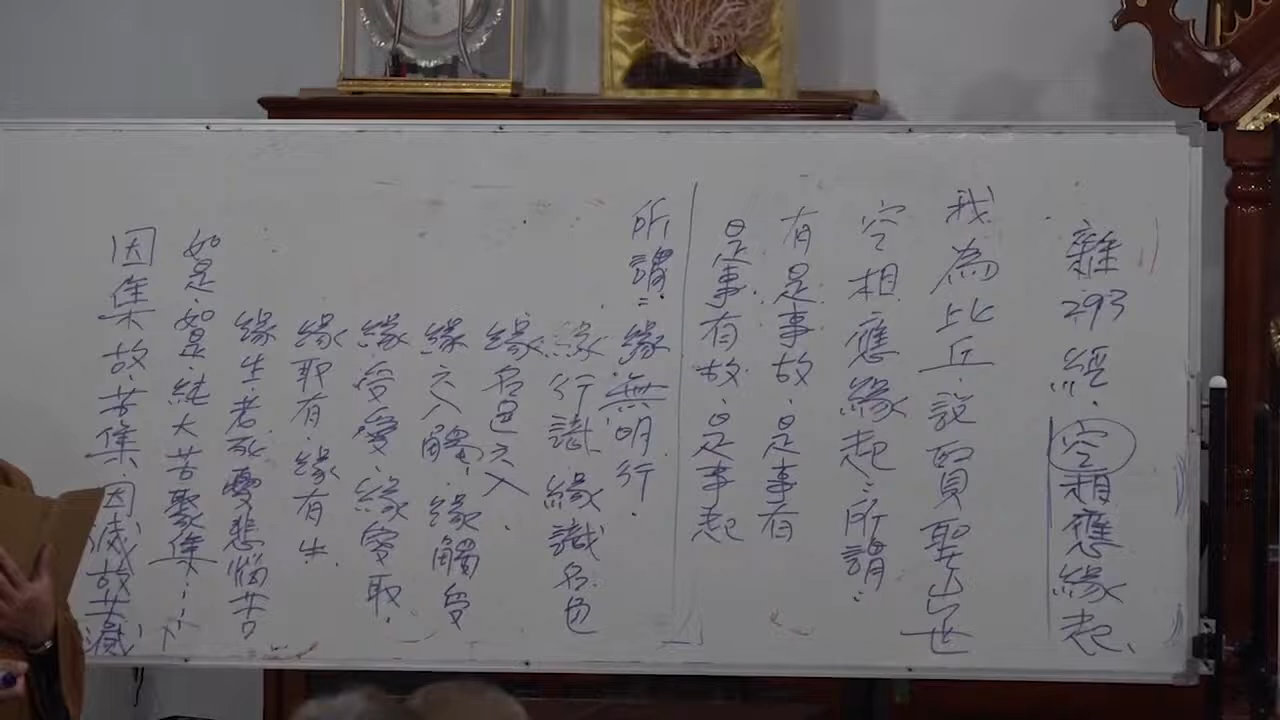 雜293經.空相應緣起、
我為比丘說賢聖出世
空相應緣起、所謂:
有是事故.是事有
是事有故.是事起
所謂:緣無明行.
緣行識.緣識名色
緣名色六入.
緣六入觸、緣觸受
緣受愛.緣愛取.
緣取有.緣有生.
緣生.老死憂悲惱苦
如是.如是.純大苦聚集……
因集故.苦集.因滅故苦滅